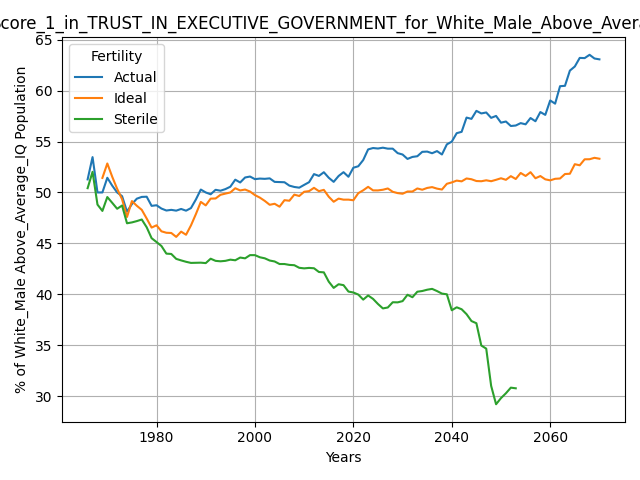 core_1_in_TRUST_IN_EXECUTIVE_GOVERNMENT_for_White_Male_Above_Avera
Fertility
Actual
Ideal
Sterile
% of White_Male Above_Average_IQ Population
65
60
55
50
45
40
35
30
1980
2000
2020
2040
2060
Years